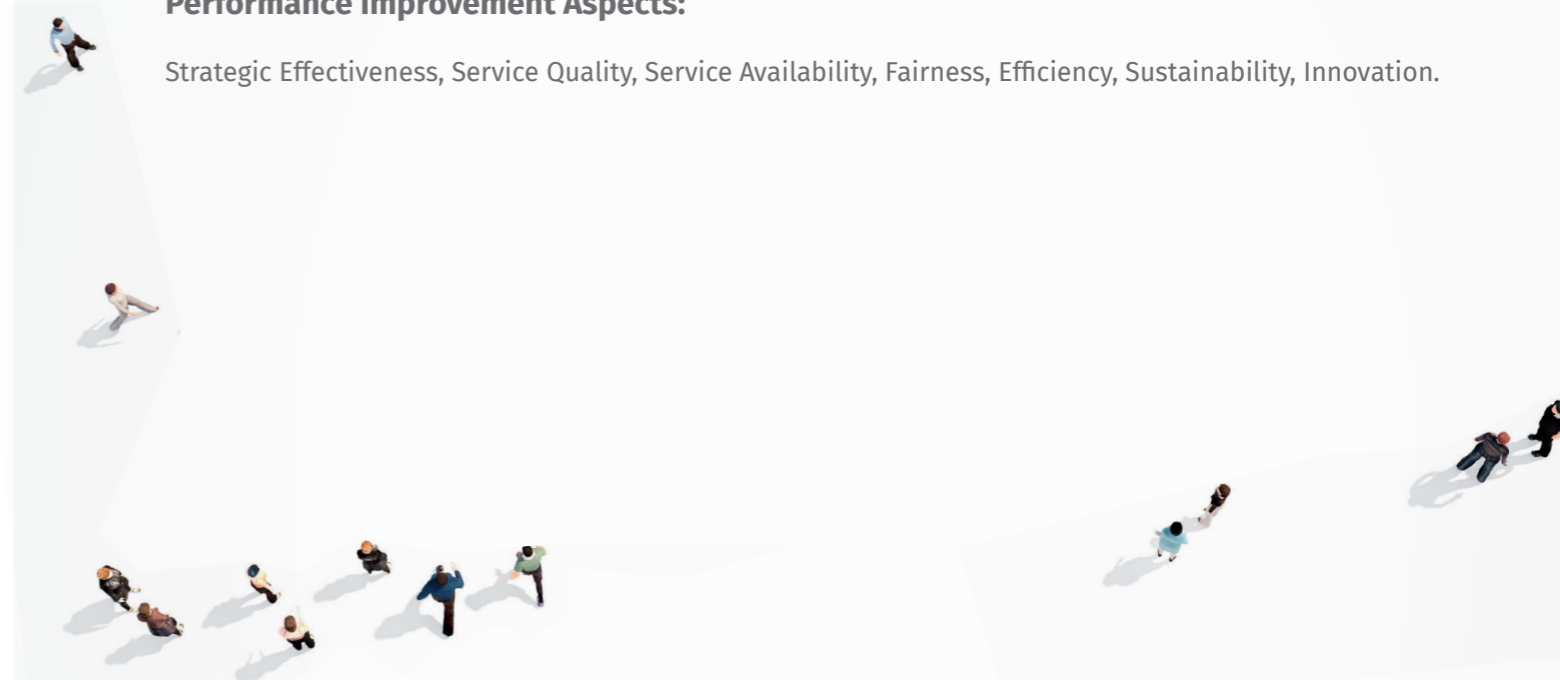 Performance Improvement Aspects:
Strategic Effectiveness, Service Quality, Service Availability, Fairness, Efficiency, Sustainability, Innovation.